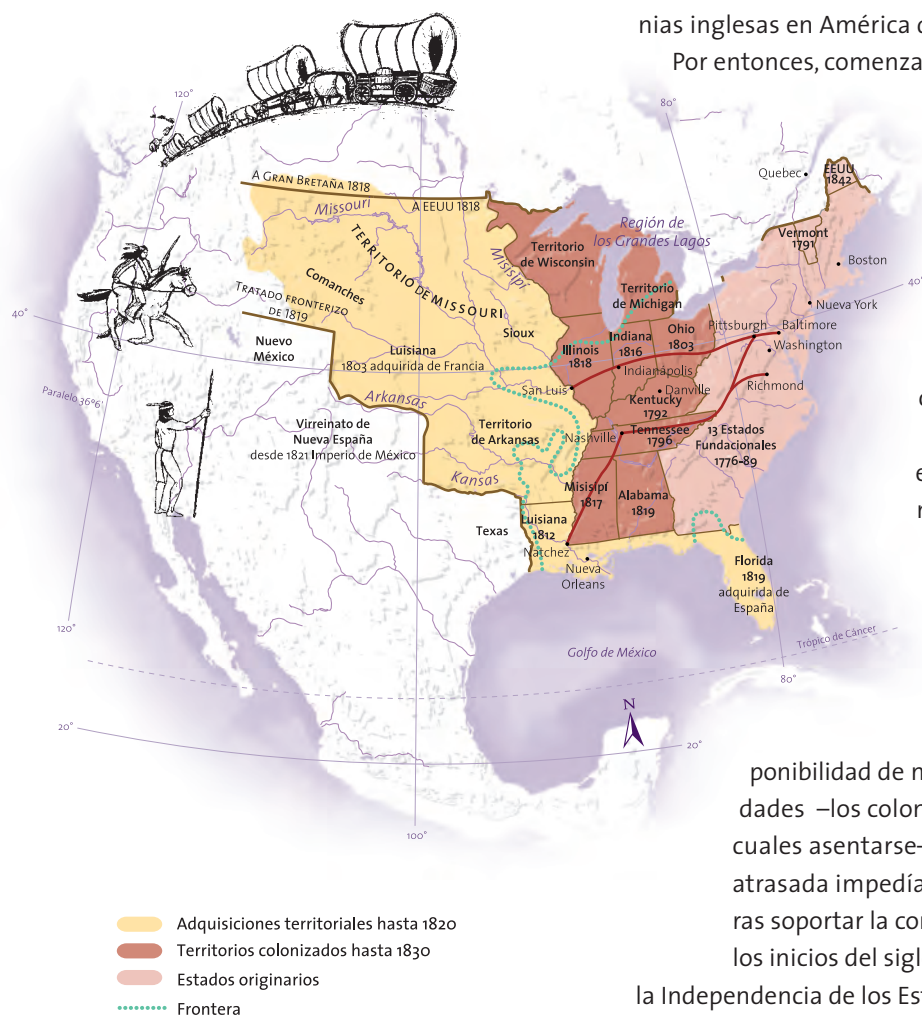 nias inglesas en América d
Por entonces, comenza
120°
80°
Quebec
EEUU
1842
A GRAN BRETAÑA 1818
Missouri
A EEUU 1818
Misisipí
Región de
los Grandes Lagos
Vermont
1791
Territorio
de Wisconsin
Boston
TERRITORIO DE MISSOURI
Comanches
Territorio
de Michigan
40°
TRATADO FRONTERIZO
DE 1819
Nueva York
40°
Sioux
Ohio
1803
Pittsburgh
Baltimore
Nuevo
México
Luisiana
1803 adquirida de Francia
Illinois
1818
Indiana
1816
Washington
Indianápolis
San Luis
Danville
Richmond
Paralelo 36°6'
Arkansas
Kentucky
1792
Virreinato de
Nueva España
desde 1821 Imperio de México
Territorio
de Arkansas
Nashville
Tennessee
1796
13 Estados
Fundacionales
1776-89
Kansas
Misisipí
1817
Alabama
1819
Texas
Luisiana
1812
Natchez
Nueva
Orleans
Florida
1819
adquirida de
España
120°
Golfo de México
Trópico de Cáncer
80°
N
20°
20°
100°
ponibilidad de n
dades –los colon
cuales asentarse–
atrasada impedía
ras soportar la con
los inicios del sigl
la Independencia de los Est
Adquisiciones territoriales hasta 1820
Territorios colonizados hasta 1830
Estados originarios
Frontera